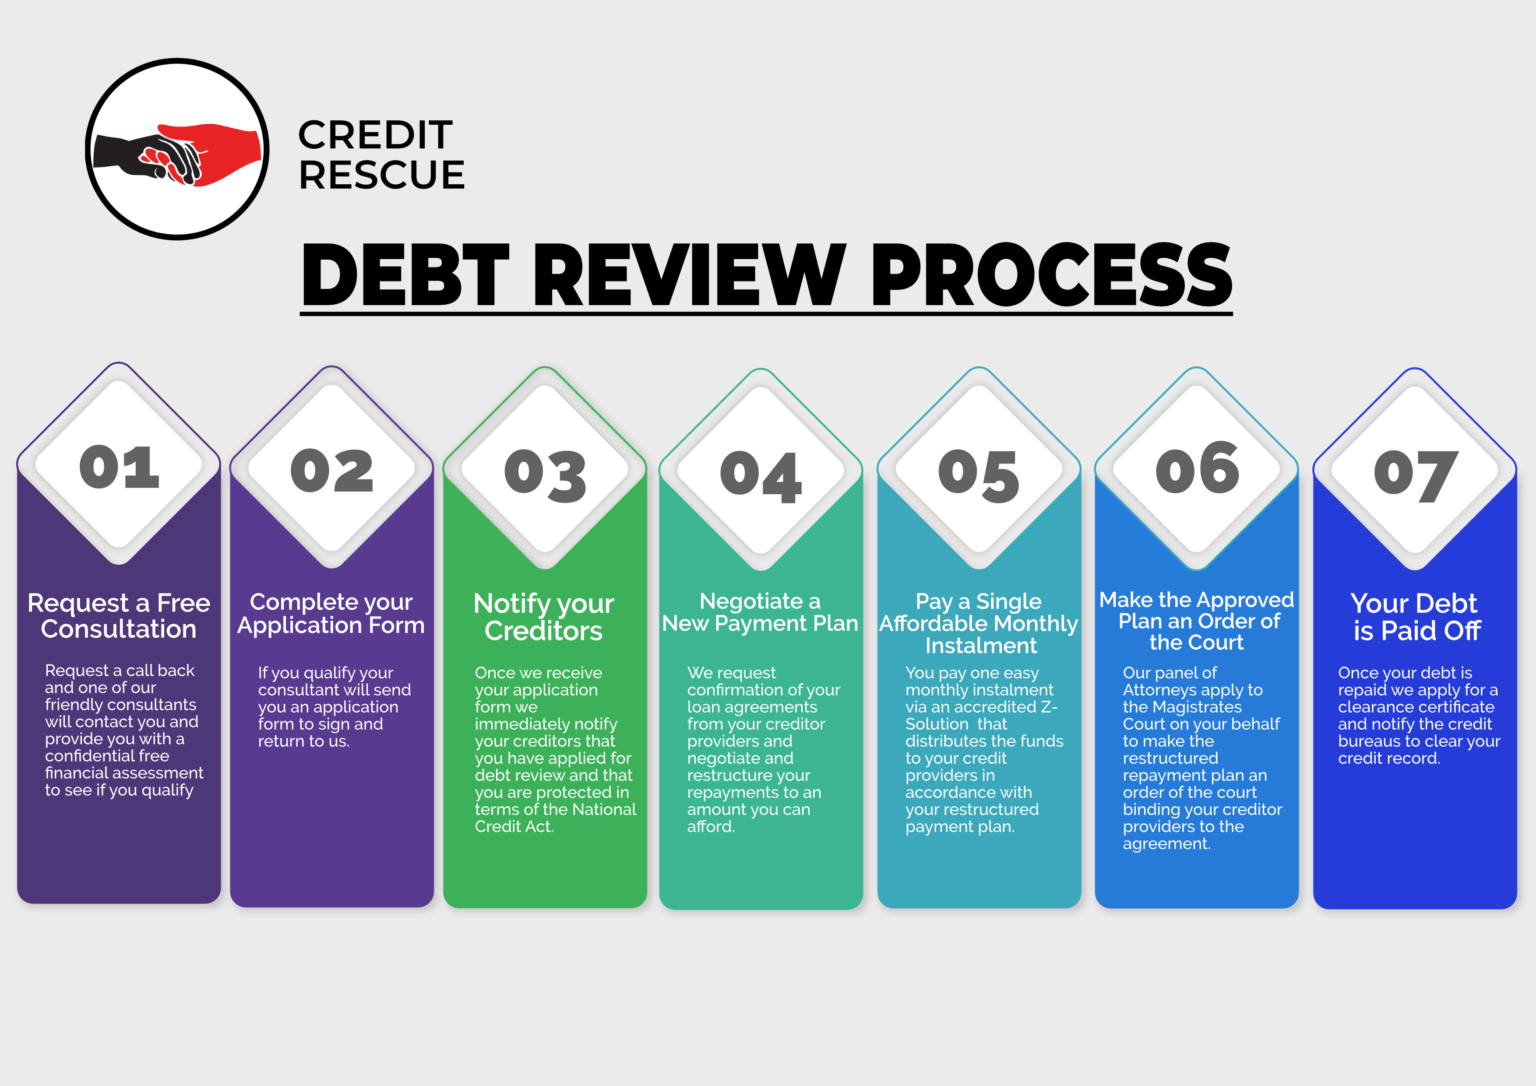 CREDIT
RESCUE
DEBT REVIEW PROCESS
01
Request a Free
Consultation
Request a call back
and one of our
friendly consultants
will contact you and
provide you with a
confidential free
financial assessment
to see if you qualify
02
Complete your
Application Form
If you qualify your
consultant will send
you an application
form to sign and
return to us.
03
Notify your
Creditors
Once we receive
your application
form we
immediately notify
your creditors that
you have applied for
debt review and that
you are protected in
terms of the National
Credit Act.
04
Negotiate a
New Payment Plan
We request
confirmation of your
loan agreements
from your creditor
providers and
negotiate and
restructure your
repayments to an
amount you can
afford.
05
Pay a Single
Affordable Monthly
Instalment
You pay one easy
monthly instalment
via an accredited Z-
Solution that
distributes the funds
to your credit
providers in
accordance with
your restructured
payment plan.
06
Make the Approved
Plan an Order of
the Court
Our panel of
Attorneys apply to
the Magistrates
Court on your behalf
to make the
restructured
repayment plan an
order of the court
binding your creditor
providers to the
agreement.
07
Your Debt
is Paid Off
Once your debt is
repaid we apply for a
clearance certificate
and notify the credit
bureaus to clear your
credit record.